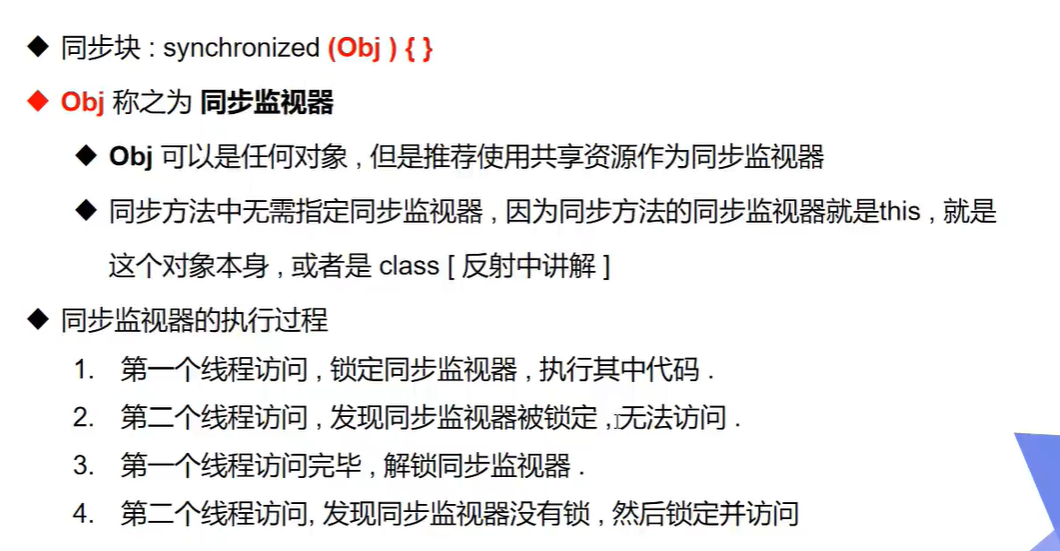 同步块 : synchronized (Obj ) { }
Obj 称之为 同步监视器
Obj 可以是任何对象 , 但是推荐使用共享资源作为同步监视器
同步方法中无需指定同步监视器 , 因为同步方法的同步监视器就是this , 就是
这个对象本身 , 或者是 class [ 反射中讲解 ]
同步监视器的执行过程
1. 第一个线程访问 , 锁定同步监视器 , 执行其中代码 .
2. 第二个线程访问 , 发现同步监视器被锁定 , 无法访问 .
3. 第一个线程访问完毕 , 解锁同步监视器 .
4. 第二个线程访问, 发现同步监视器没有锁 , 然后锁定并访问